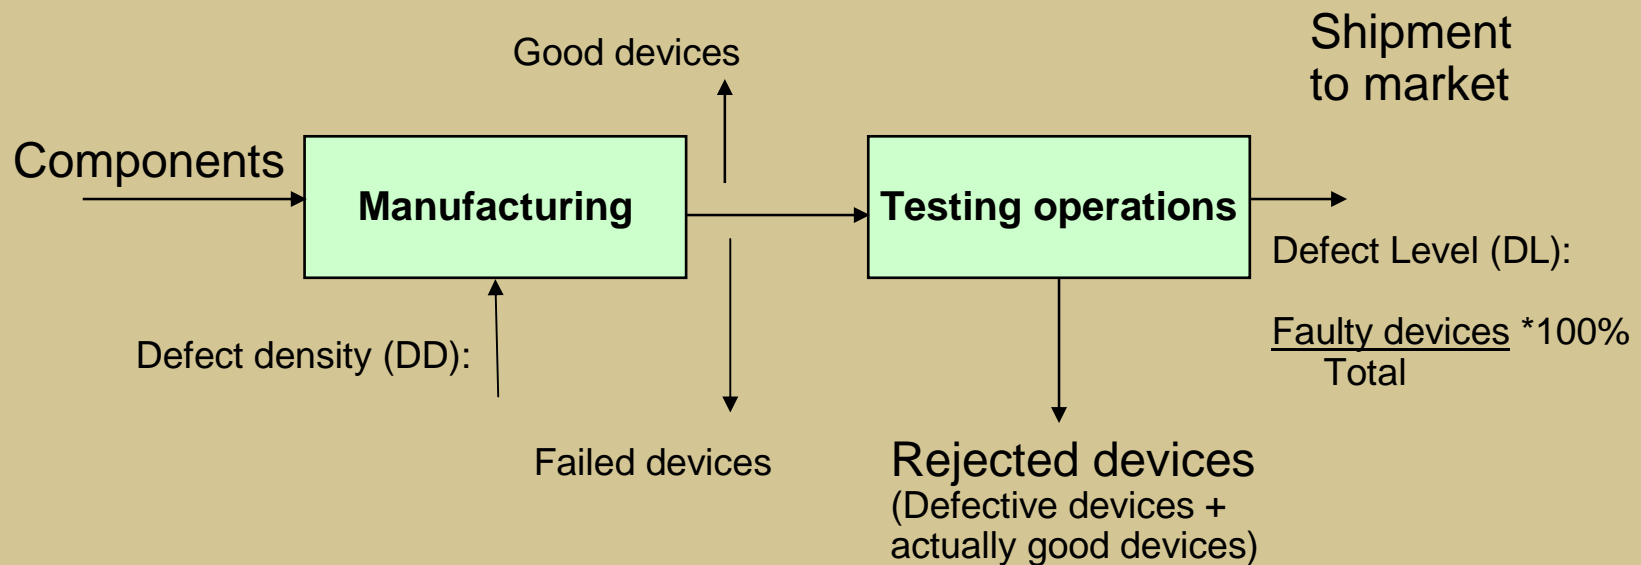 Shipment
to market
Good devices
Components
Manufacturing
Testing operations
Defect Level (DL):
Faulty devices *100%
Total
Defect density (DD):
Failed devices
Rejected devices
(Defective devices +
actually good devices)